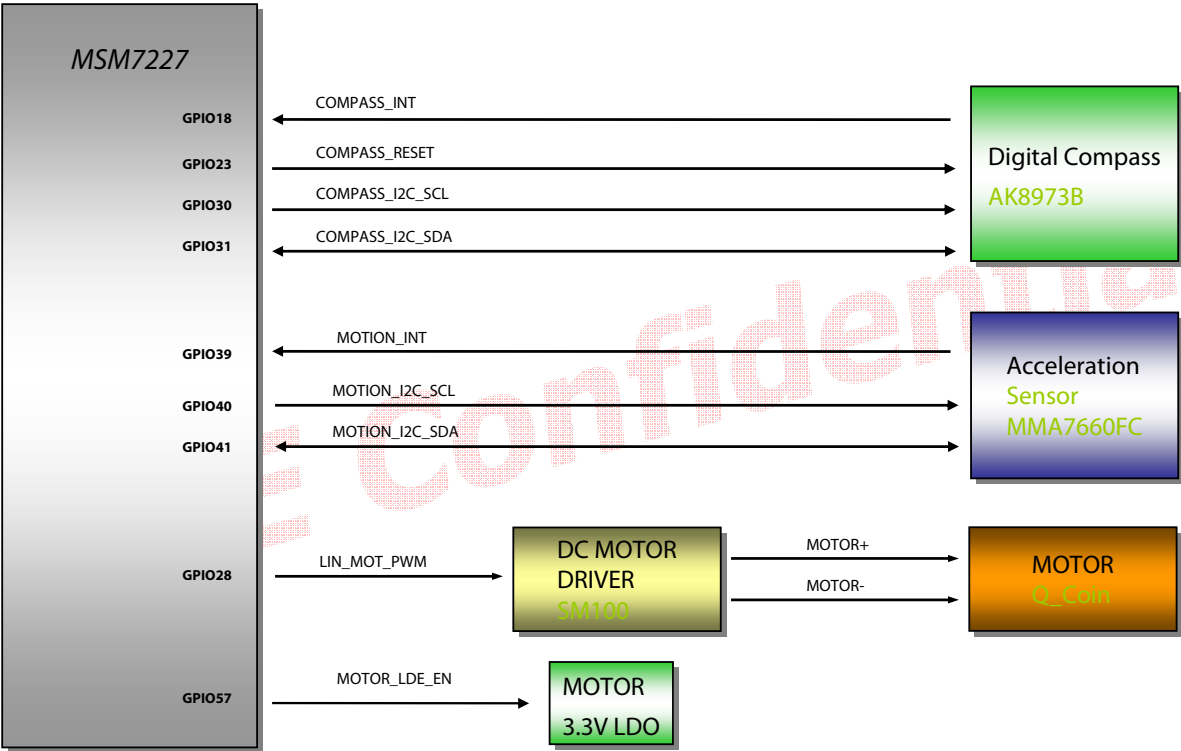 MSM7227
GPIO18
COMPASS_INT
GPIO23
COMPASS_RESET
GPIO30
COMPASS_I2C_SCL
GPIO31
COMPASS_I2C_SDA
Digital Compass
AK8973B
GPIO39
MOTION_INT
GPIO40
MOTION_I2C_SCL
GPIO41
MOTION_I2C_SDA
Acceleration
Sensor
MMA7660FC
GPIO28
LIN_MOT_PWM
DC MOTOR
DRIVER
SM100
MOTOR+
MOTOR-
MOTOR
Q_Coin
GPIO57
MOTOR_LDE_EN
MOTOR
3.3V LDO